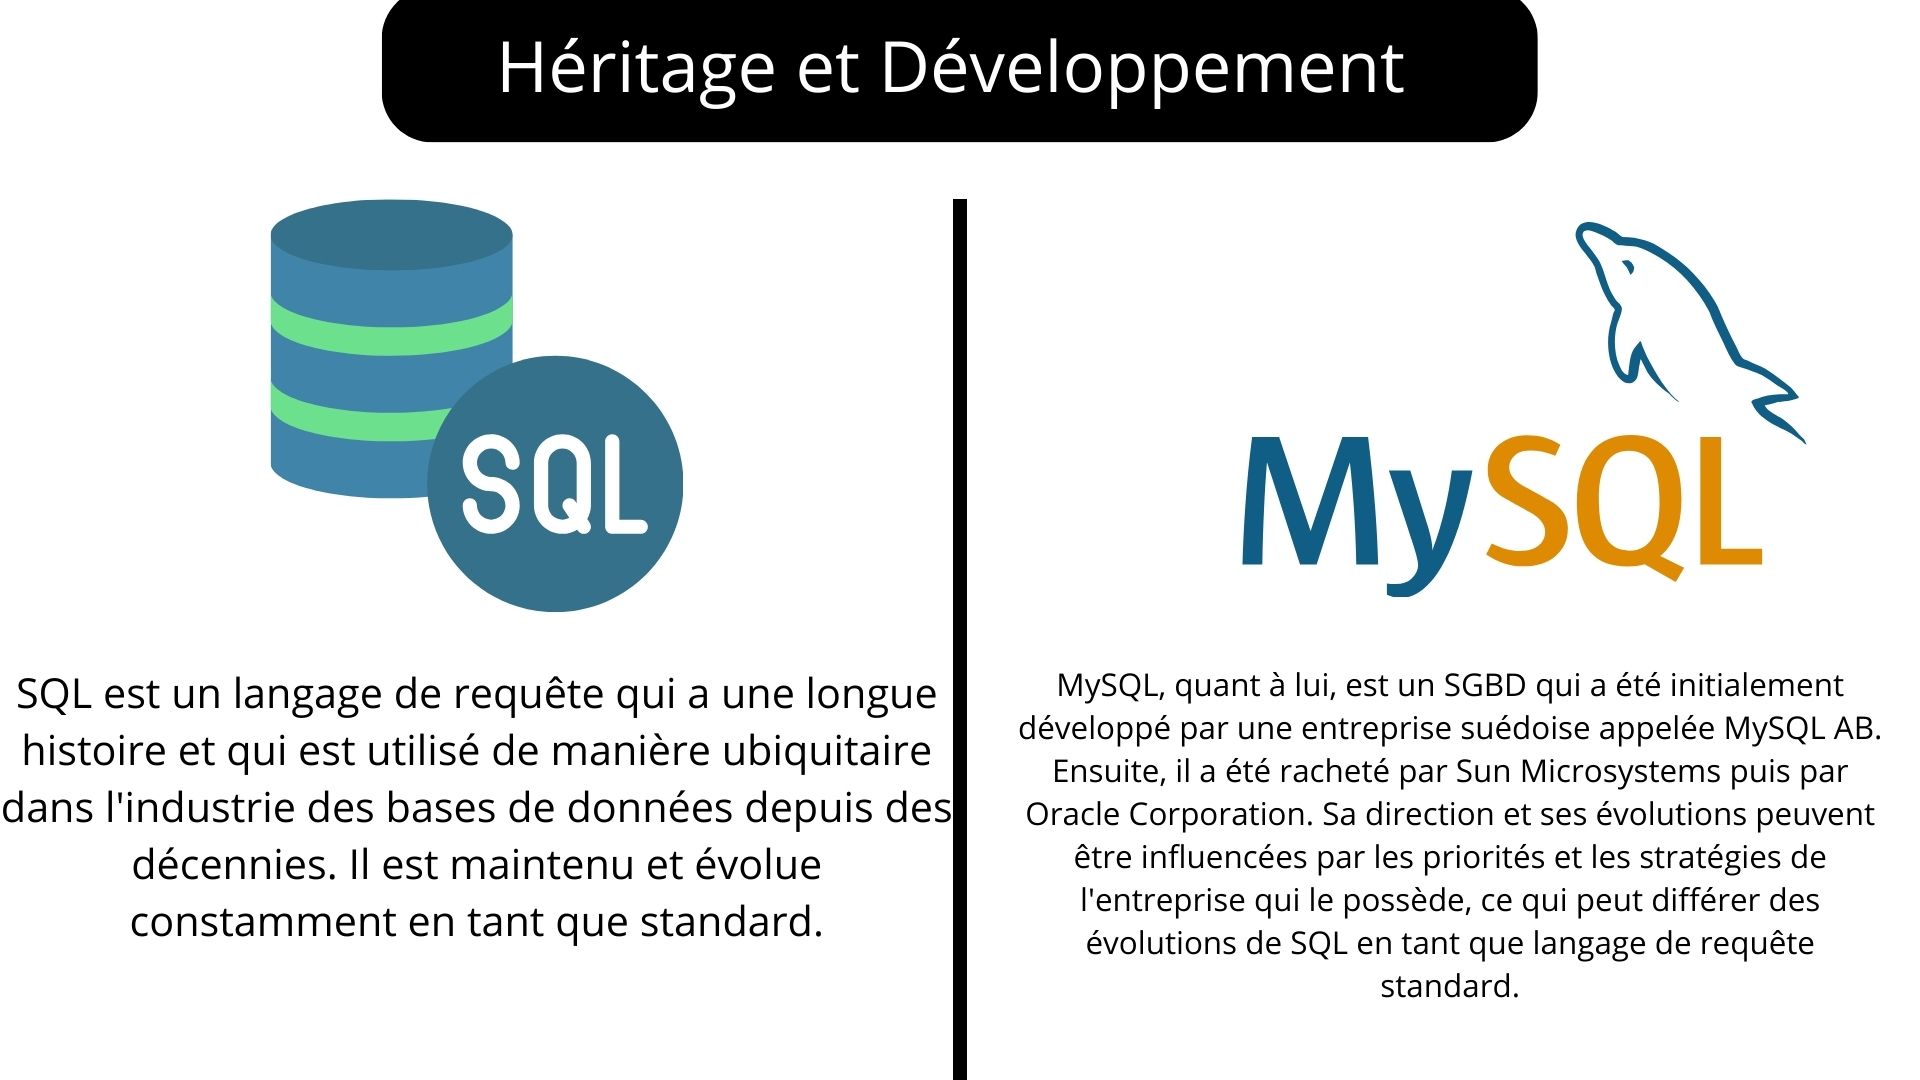 Héritage et Développement
SQL
MySQL
SQL est un langage de requête qui a une longue
histoire et qui est utilisé de manière ubiquitaire
dans l'industrie des bases de données depuis des
décennies. Il est maintenu et évolue
constamment en tant que standard.
MySQL, quant à lui, est un SGBD qui a été initialement
développé par une entreprise suédoise appelée MySQL AB.
Ensuite, il a été racheté par Sun Microsystems puis par
Oracle Corporation. Sa direction et ses évolutions peuvent
être influencées par les priorités et les stratégies de
l'entreprise qui le possède, ce qui peut différer des
évolutions de SQL en tant que langage de requête
standard.